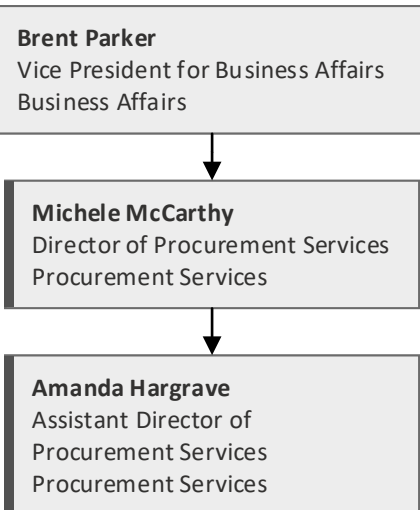 Brent Parker
Vice President for Business Affairs
Business Affairs
Michele McCarthy
Director of Procurement Services
Procurement Services
Amanda Hargrave
Assistant Director of
Procurement Services
Procurement Services